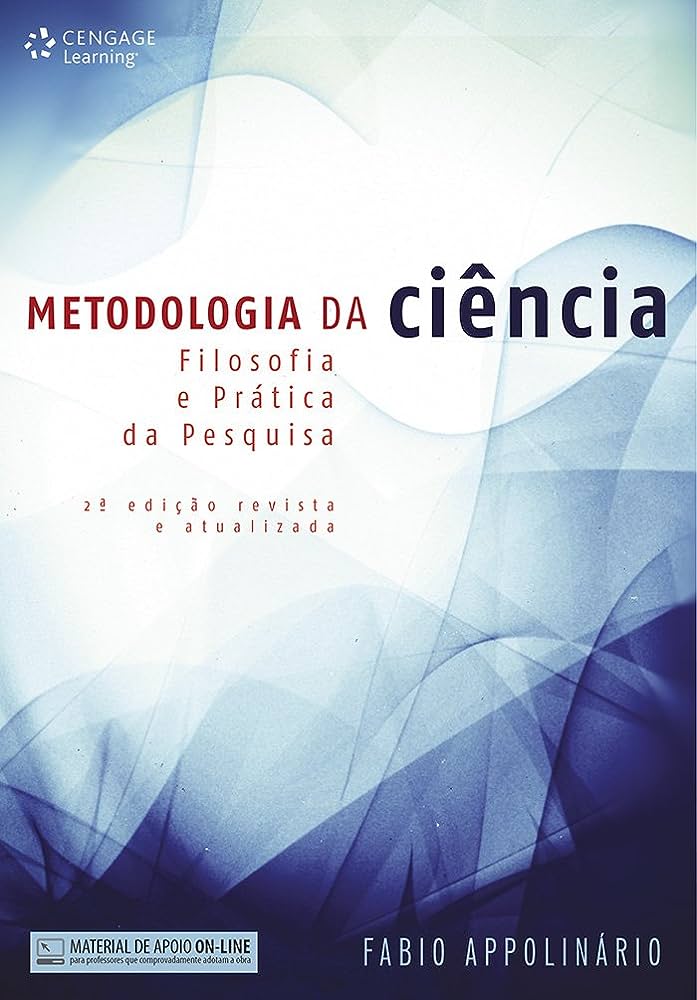 CENGAGE
Learning®
METODOLOGIA DA ciência
Filosofia
e Prática
da Pesquisa
2ª edição revista
e atualizada
MATERIAL DE APOIO ON-LINE
para professores que comprovadamente adotam a obra
FABIO APPOLINÁRIO